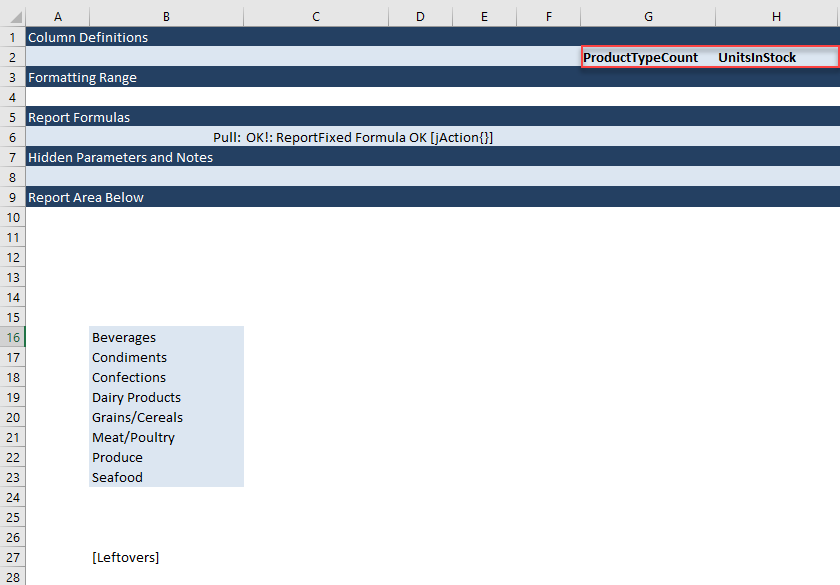 A B C D E F G H
1 Column Definitions
2 ProductTypeCount UnitsInStock
3 Formatting Range
4
5 Report Formulas
6 Pull: OK!: ReportFixed Formula OK [jAction{}]
7 Hidden Parameters and Notes
8
9 Report Area Below
10
11
12
13
14
15
16 Beverages
17 Condiments
18 Confections
19 Dairy Products
20 Grains/Cereals
21 Meat/Poultry
22 Produce
23 Seafood
24
25
26
27 [Leftovers]
28